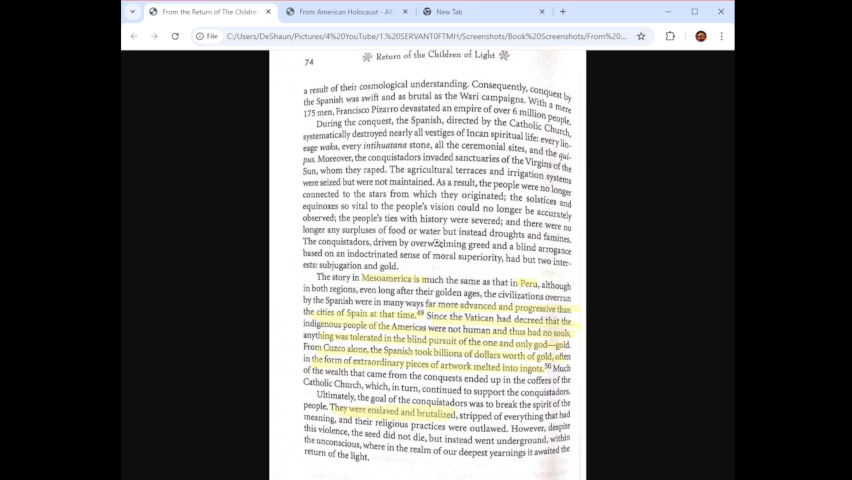 From the Return of The Childre
From American Holocaust - All
New Tab
File
C:/Users/DeShaun/Pictures/4%20YouTube/1.%20SERVANT0FTMH/Screenshots/Book%20Screenshots/From%20...
74
Return of the Children of Light
a result of their cosmological understanding. Consequently, conquest by
the Spanish was swift and as brutal as the Wari campaigns. With a mere
175 men, Francisco Pizarro devastated an empire of over 6 million people.
During the conquest, the Spanish, directed by the Catholic Church,
systematically destroyed nearly all vestiges of Incan spiritual life: every lin-
eage waka, every intihuatana stone, all the ceremonial sites, and the qui-
pus. Moreover, the conquistadors invaded sanctuaries of the Virgins of the
Sun, whom they raped. The agricultural terraces and irrigation systems
were seized but were not maintained. As a result, the people were no longer
connected to the stars from which they originated; the solstices and
equinoxes so vital to the people's vision could no longer be accurately
observed; the people's ties with history were severed; and there were no
longer any surpluses of food or water but instead droughts and famines.
The conquistadors, driven by overwhelming greed and a blind arrogance
based on an indoctrinated sense of moral superiority, had but two inter-
ests: subjugation and gold.
The story in Mesoamerica is much the same as that in Peru, although
in both regions, even long after their golden ages, the civilizations overrun
by the Spanish were in many ways far more advanced and progressive than
the cities of Spain at that time.49 Since the Vatican had decreed that the
indigenous people of the Americas were not human and thus had no souls,
anything was tolerated in the blind pursuit of the one and only god—gold.
From Cuzco alone, the Spanish took billions of dollars worth of gold, often
in the form of extraordinary pieces of artwork melted into ingots.50 Much
of the wealth that came from the conquests ended up in the coffers of the
Catholic Church, which, in turn, continued to support the conquistadors.
Ultimately, the goal of the conquistadors was to break the spirit of the
people. They were enslaved and brutalized, stripped of everything that had
meaning, and their religious practices were outlawed. However, despite
this violence, the seed did not die, but instead went underground, within
the unconscious, where in the realm of our deepest yearnings it awaited the
return of the light.